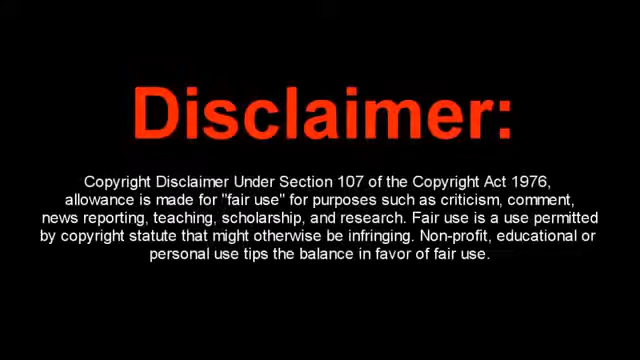 Disclaimer:
Copyright Disclaimer Under Section 107 of the Copyright Act 1976,
allowance is made for "fair use" for purposes such as criticism, comment,
news reporting, teaching, scholarship, and research. Fair use is a use permitted
by copyright statute that might otherwise be infringing. Non-profit, educational or
personal use tips the balance in favor of fair use.